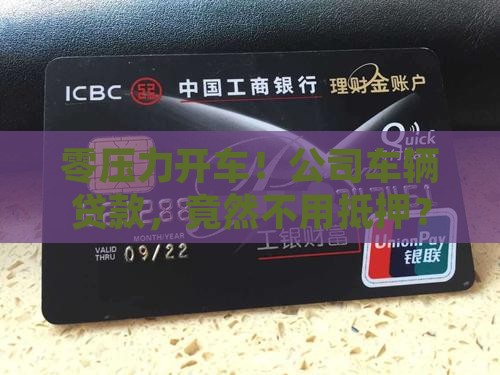 ICBC 中国工商银行 理财金账户
Quick
零压力开车！公司车辆
贷款，竟然不用抵押？
MONTH/YEAR
VALID
THRU 09/22
工银财富
UnionPay
银联